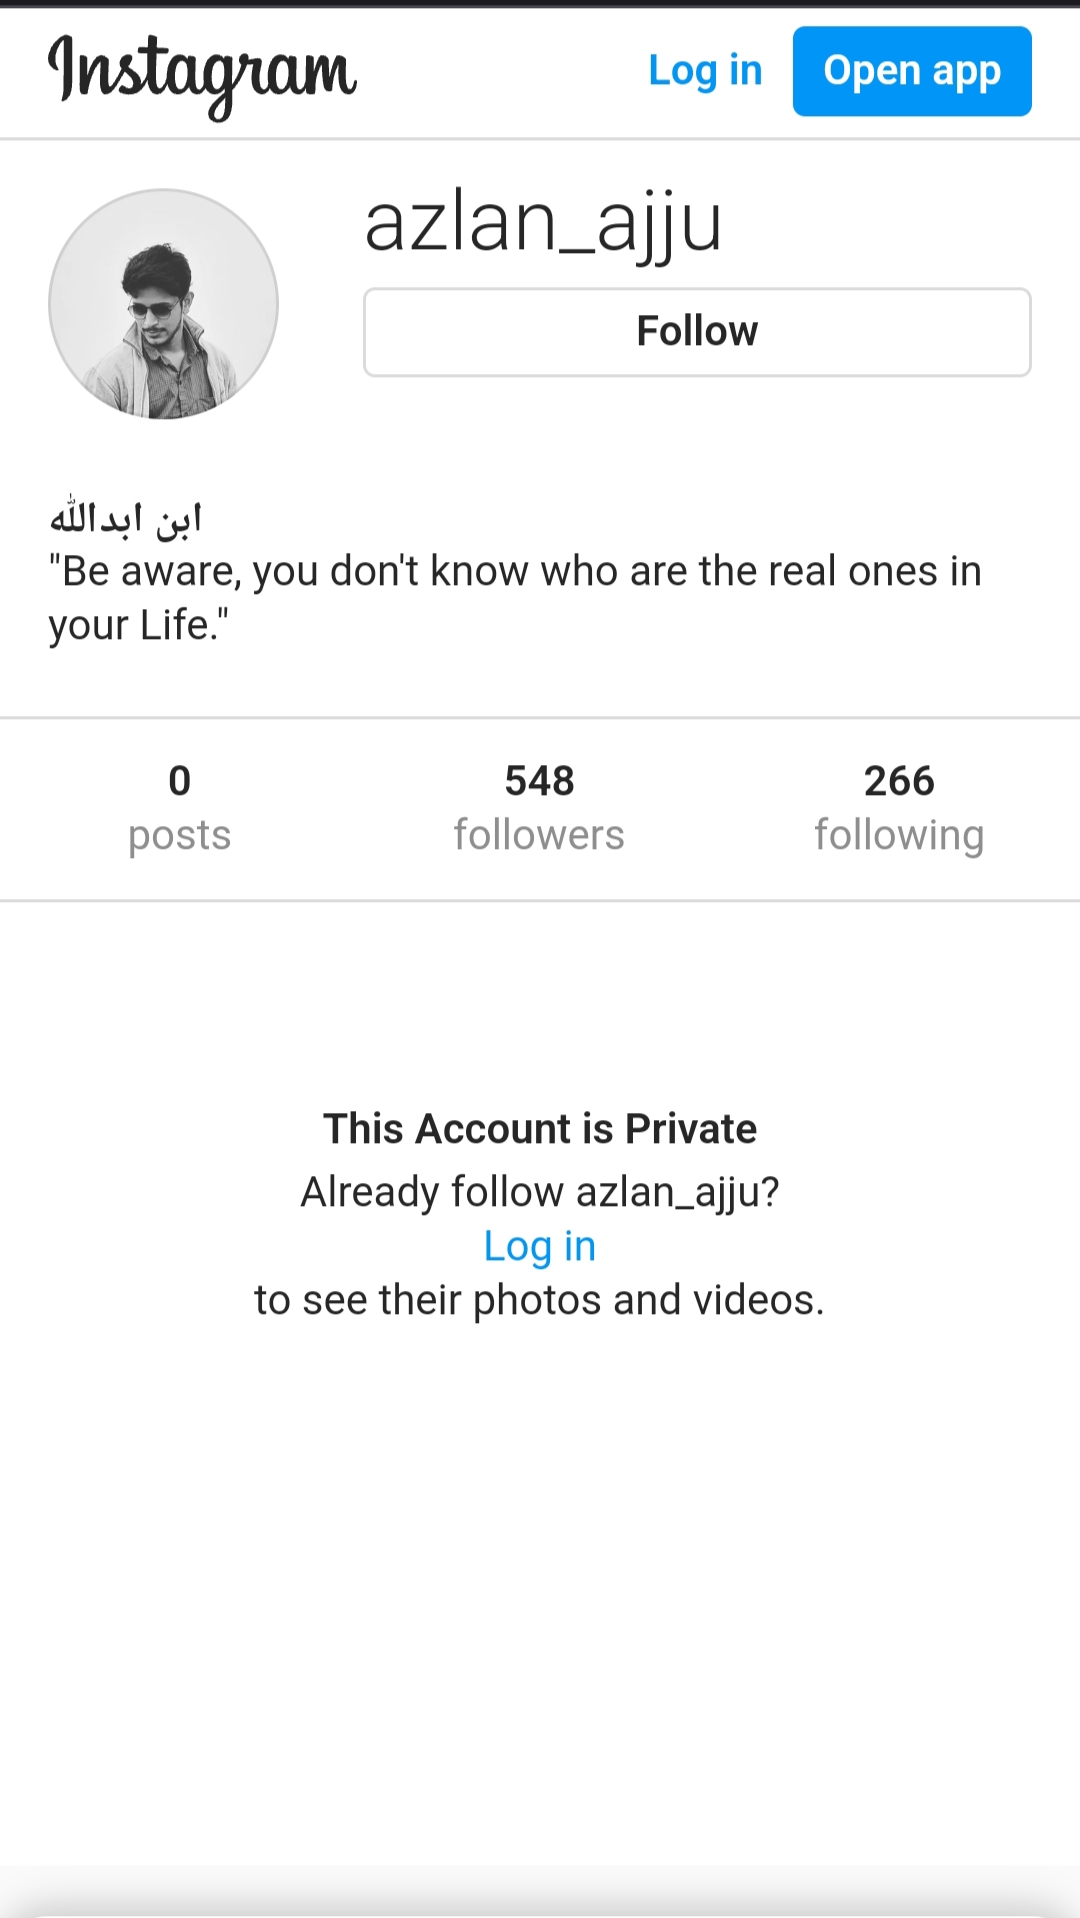 Instagram
Log in
Open app
azlan_ajju
Follow
ابن ابدالله
"Be aware, you don't know who are the real ones in
your Life."
0
posts
548
followers
266
following
This Account is Private
Already follow azlan_ajju?
Log in
to see their photos and videos.